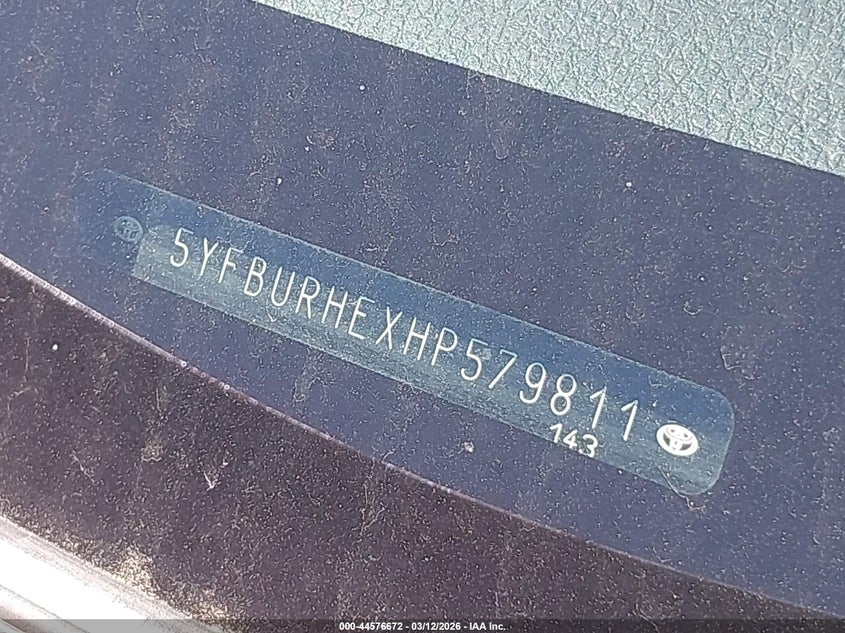 5YFBURHEXHP579811
143
000-44576672 - 03/12/2026 - IAA Inc.